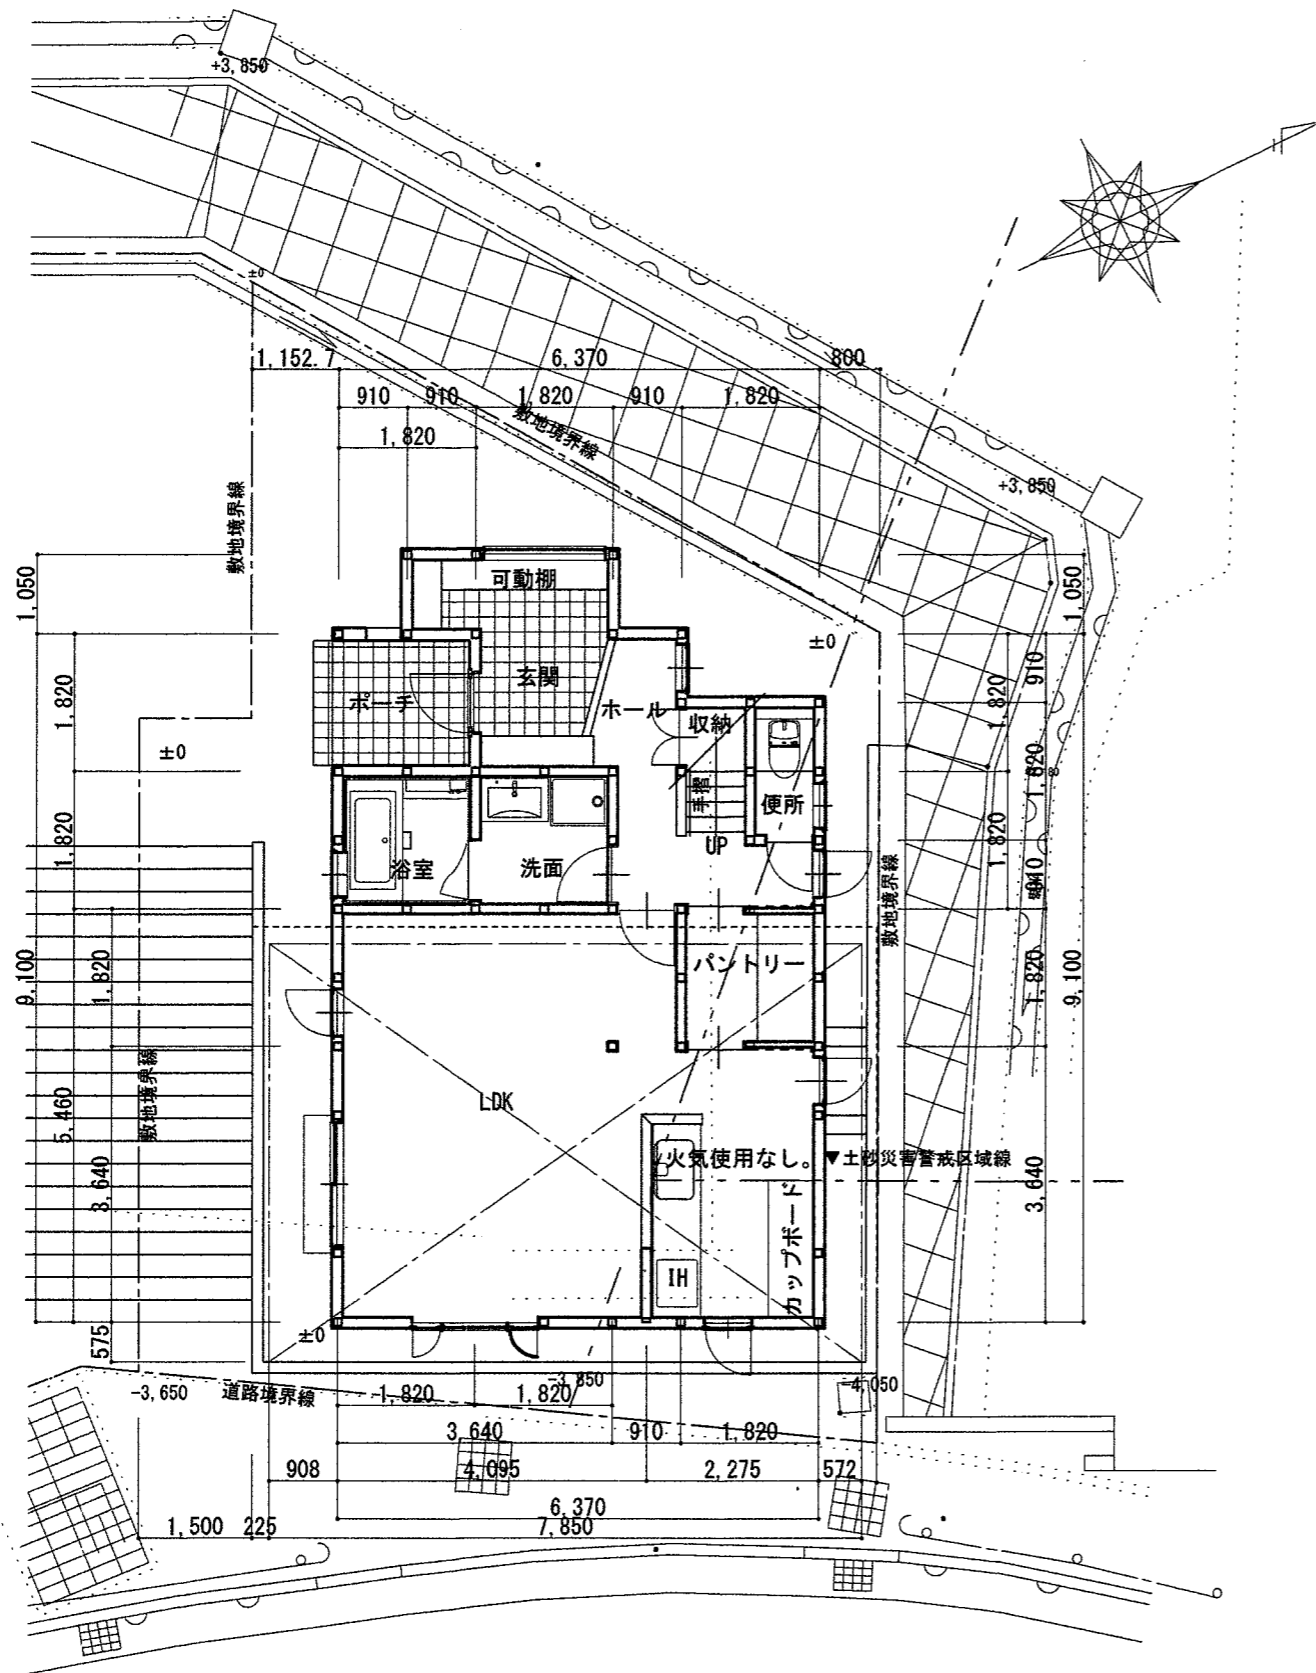 +3,850
±0
1,152.7
6,370
800
910
910
1,820
910
1,820
1,820
敷地境界線
敷地境界線
+3,850
1,050
1,050
可動棚
±0
910
玄関
1,820
ポーチ
ホール
収納
1,820
±0
1,820
手摺
便所
1,820
UP
1,820
浴室
洗面
敷地境界線
910
9,100
1,820
パントリー
1,820
9,100
敷地境界線
5,460
LDK
3,640
火気使用なし。
▼土砂災害警戒区域線
カップボード
3,640
IH
575
±0
-3,650
道路境界線
-3,850
-4,050
1,820
1,820
3,640
910
1,820
908
4,095
2,275
572
6,370
1,500
225
7,850